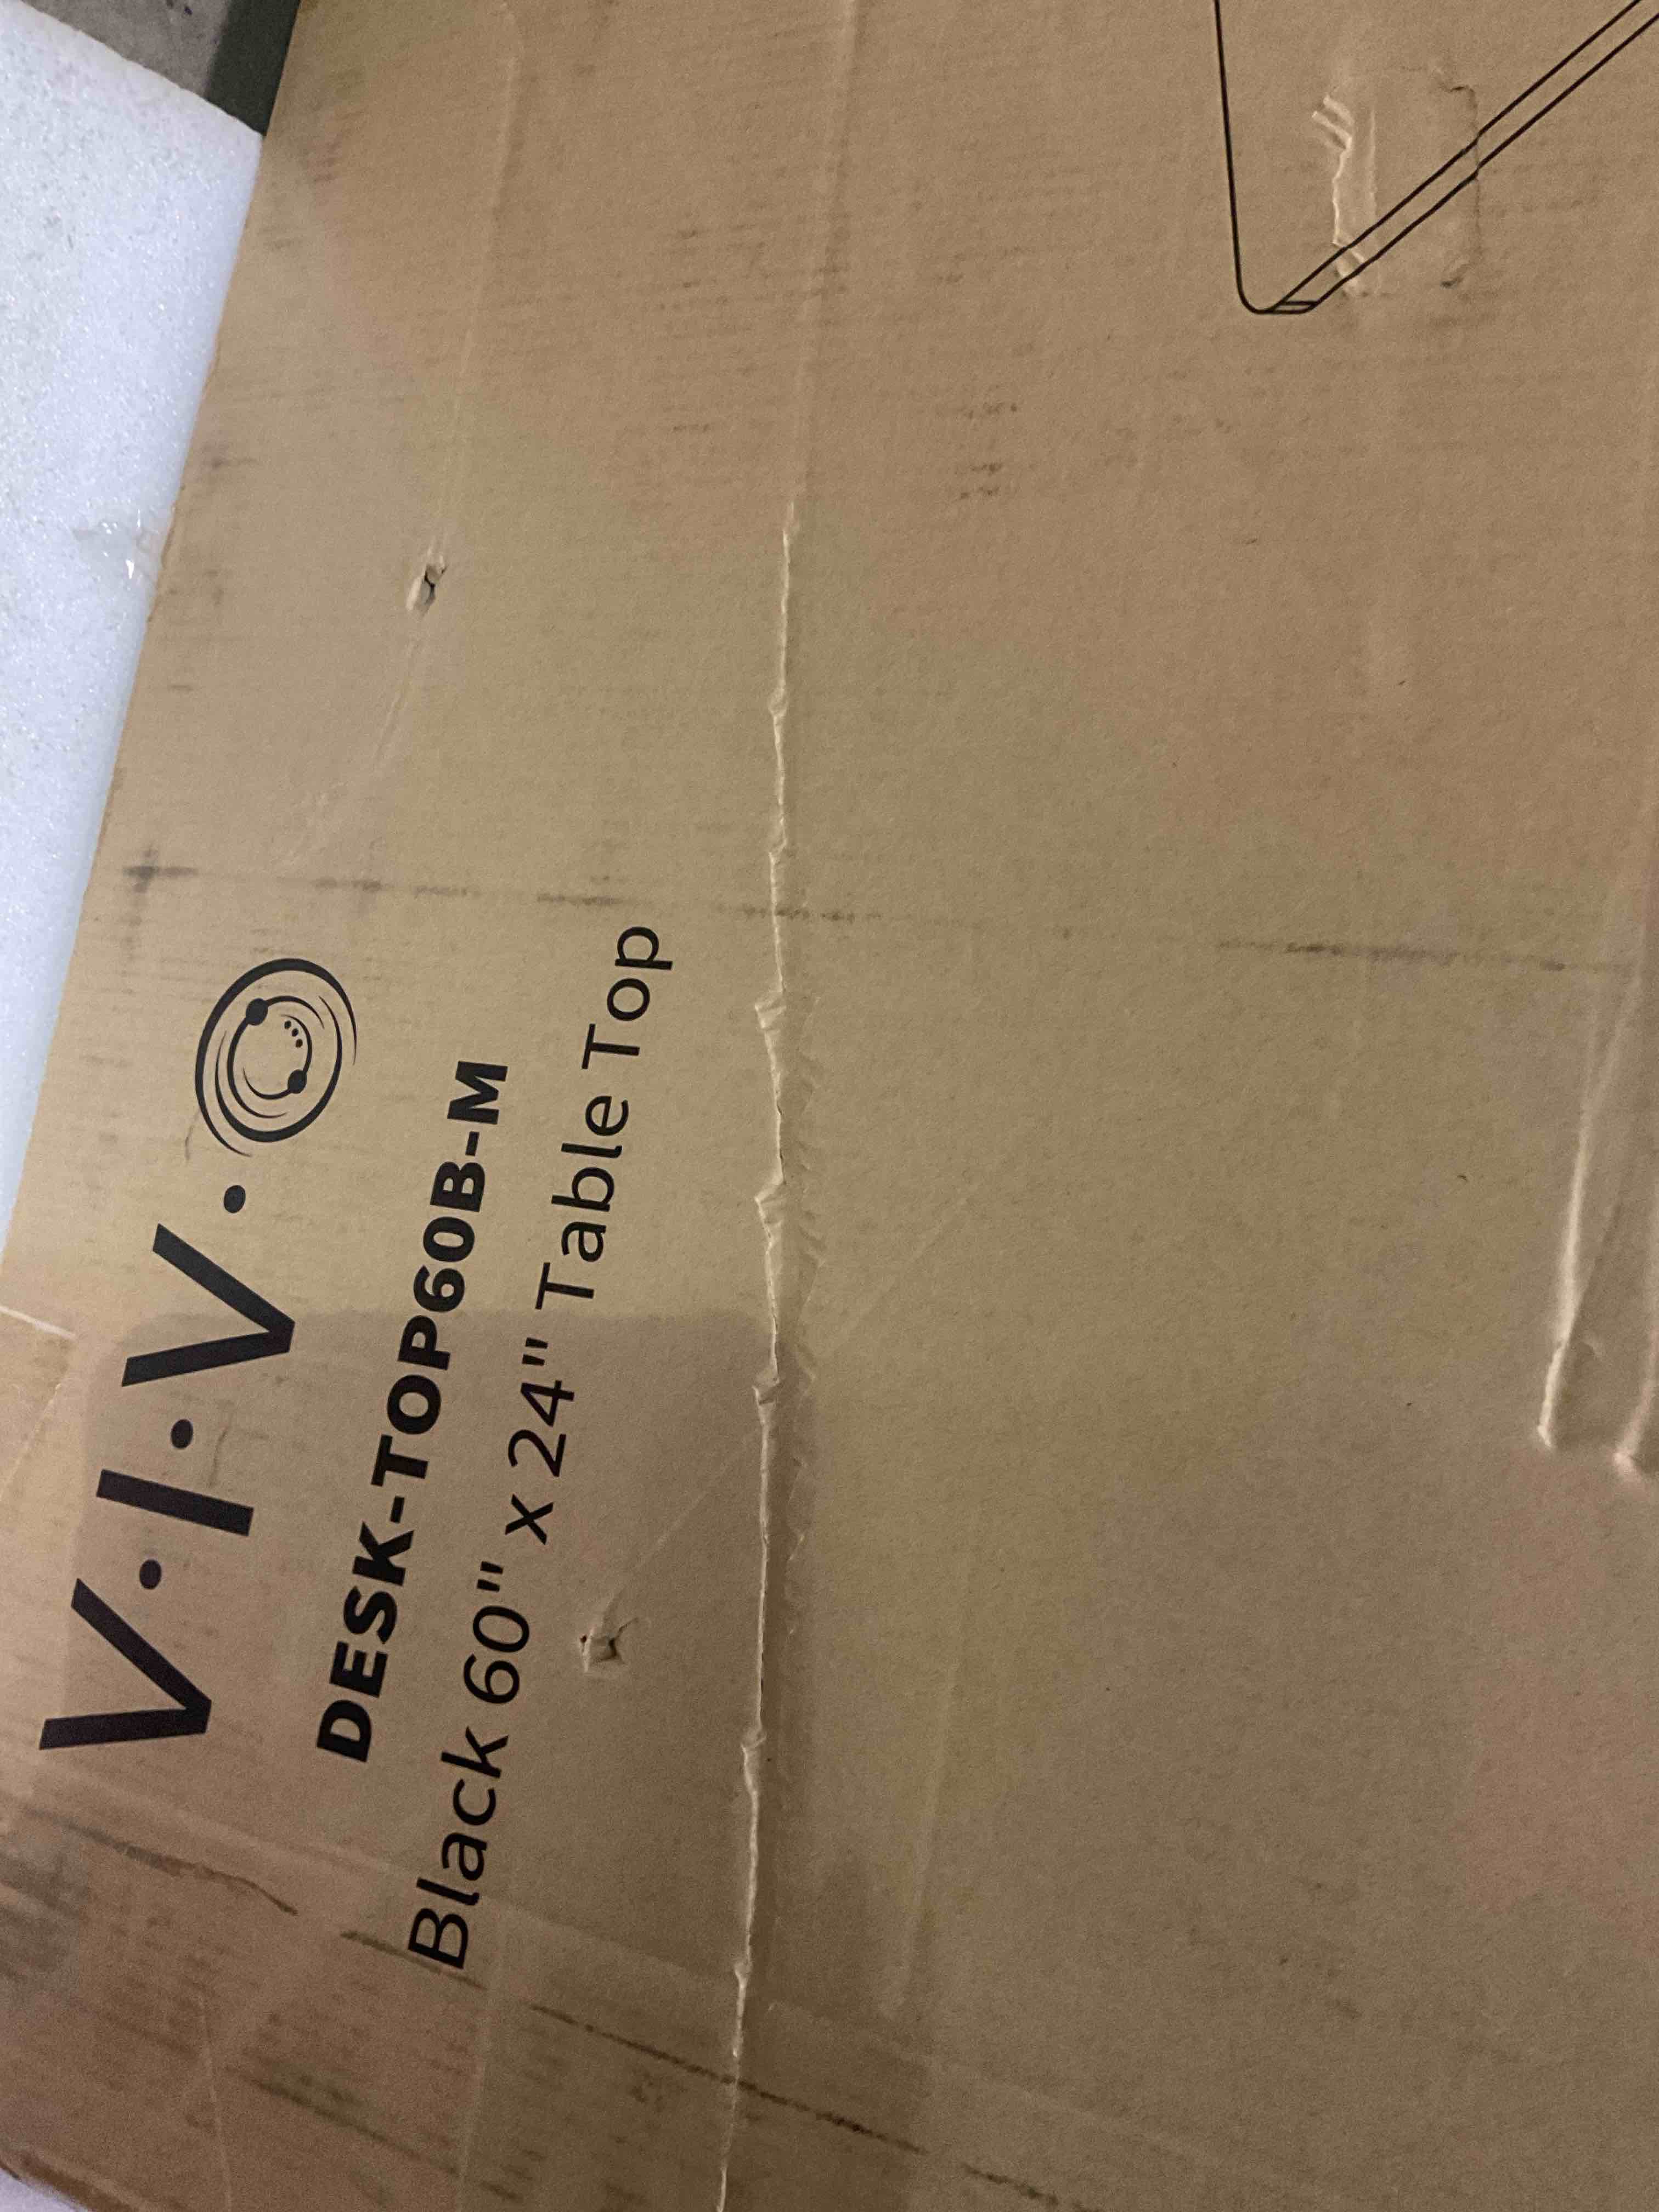 V.I.V.O
DESK-TOP60B-M
Black 60" x 24" Table Top